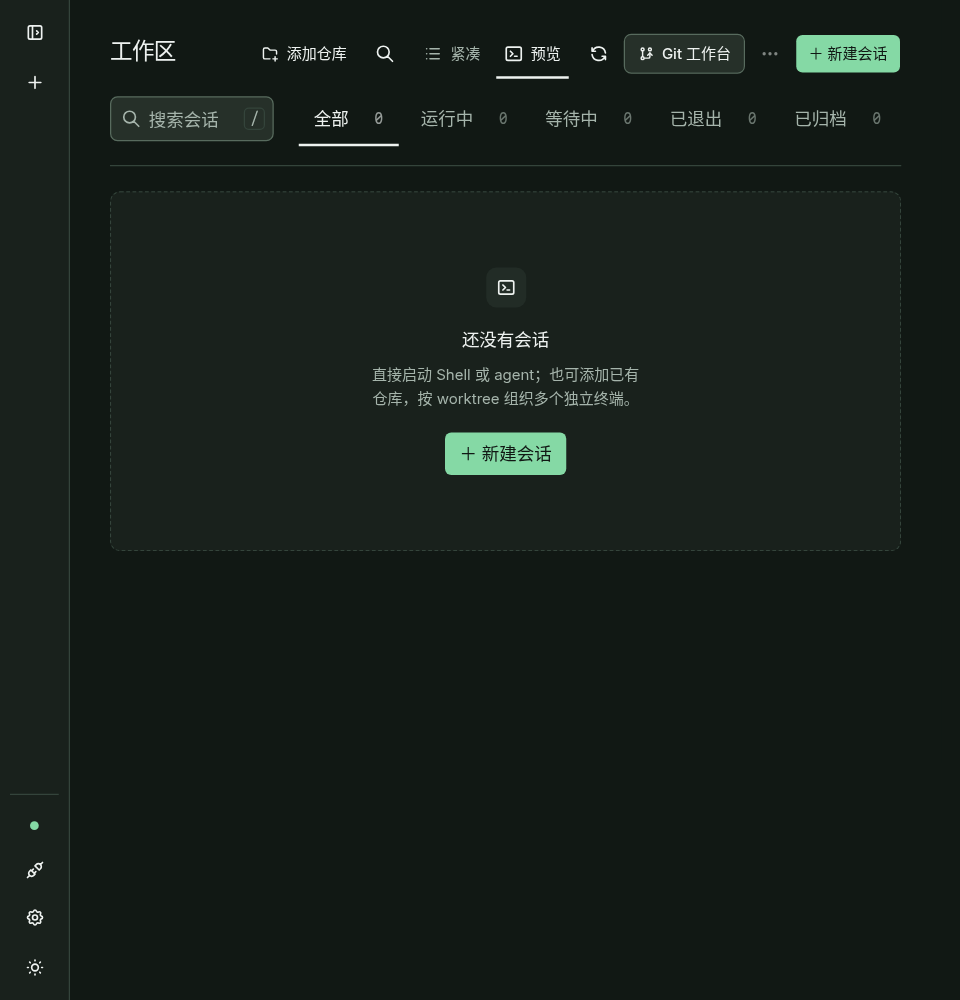 工作区
添加仓库
紧凑
预览
Git 工作台
新建会话
搜索会话 /
全部 0
运行中 0
等待中 0
已退出 0
已归档 0
还没有会话
直接启动 Shell 或 agent；也可添加已有
仓库，按 worktree 组织多个独立终端。
新建会话